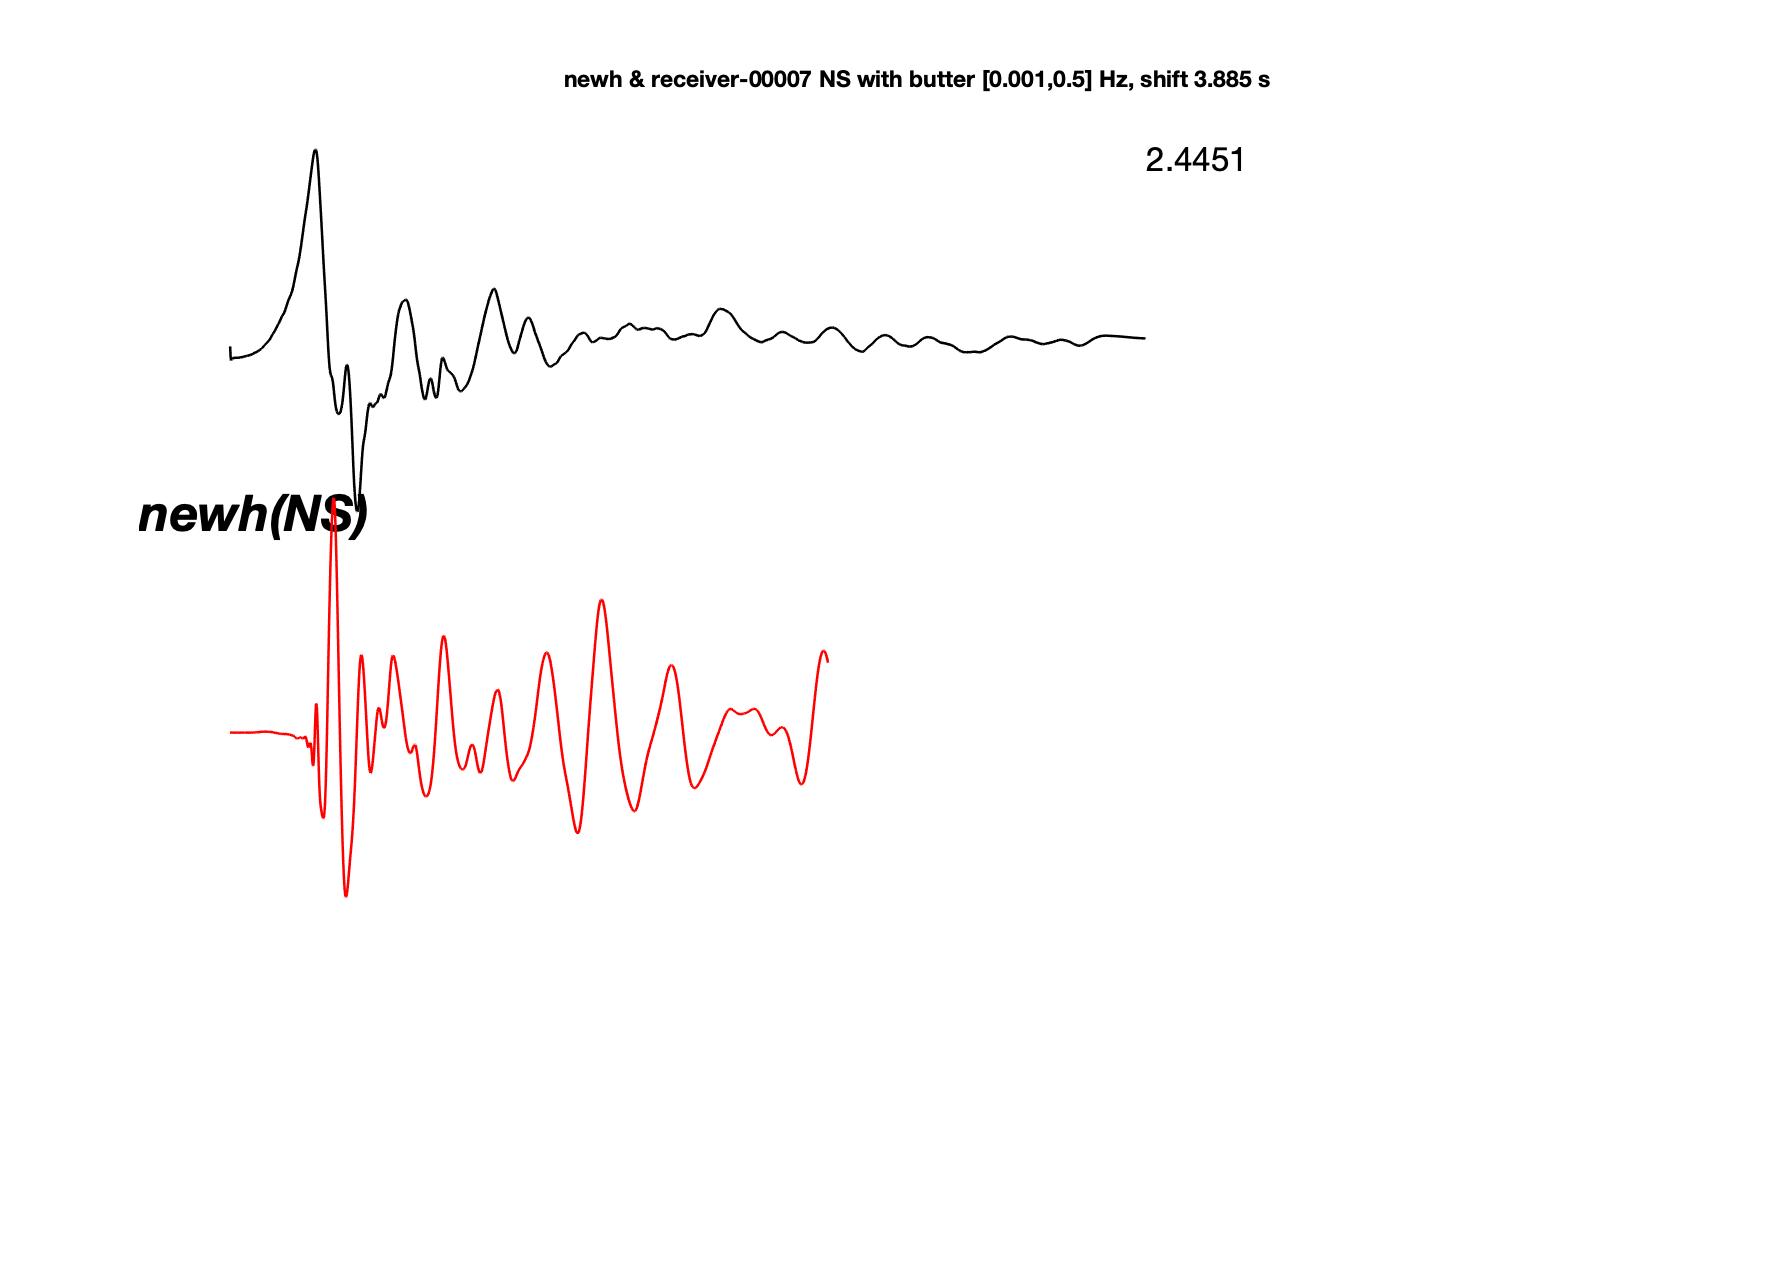 newh & receiver-00007 NS with butter [0.001,0.5] Hz, shift 3.885 s
2.4451
newh(NS)